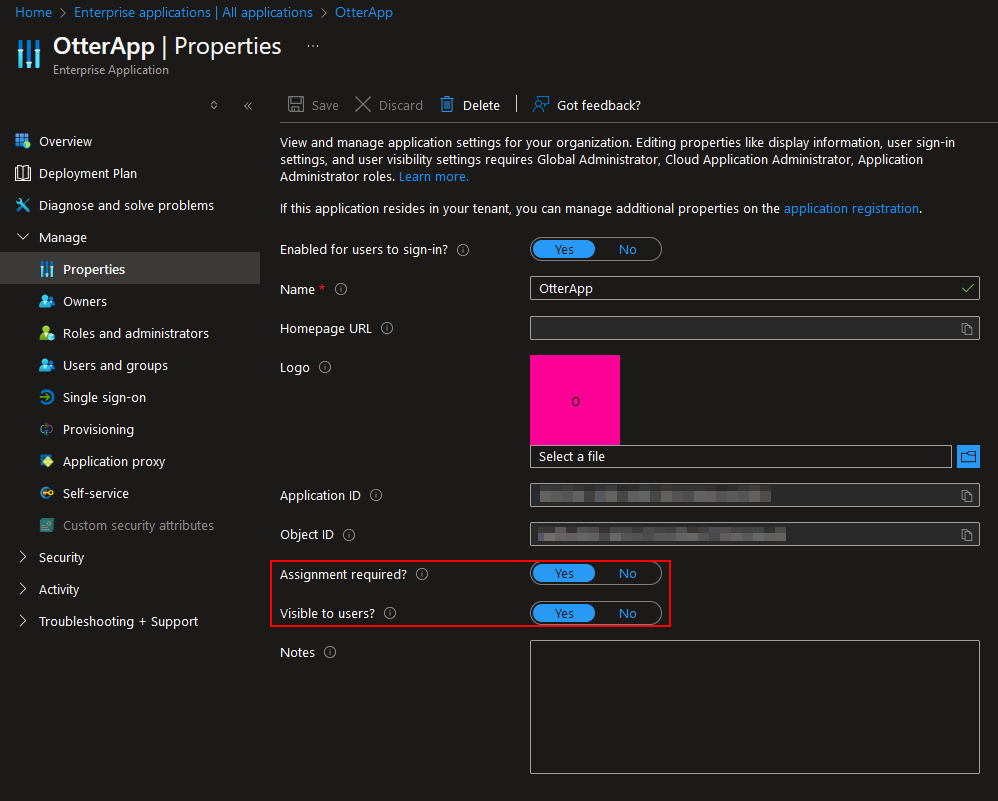 Home > Enterprise applications | All applications > OtterApp
OtterApp | Properties ...
Enterprise Application
Save Discard Delete | Got feedback?
Overview
Deployment Plan
Diagnose and solve problems
Manage
Properties
Owners
Roles and administrators
Users and groups
Single sign-on
Provisioning
Application proxy
Self-service
Custom security attributes
Security
Activity
Troubleshooting + Support
View and manage application settings for your organization. Editing properties like display information, user sign-in
settings, and user visibility settings requires Global Administrator, Cloud Application Administrator, Application
Administrator roles. Learn more.
If this application resides in your tenant, you can manage additional properties on the application registration.
Enabled for users to sign-in? Yes No
Name * OtterApp
Homepage URL
Logo
O
Select a file
Application ID
Object ID
Assignment required? Yes No
Visible to users? Yes No
Notes